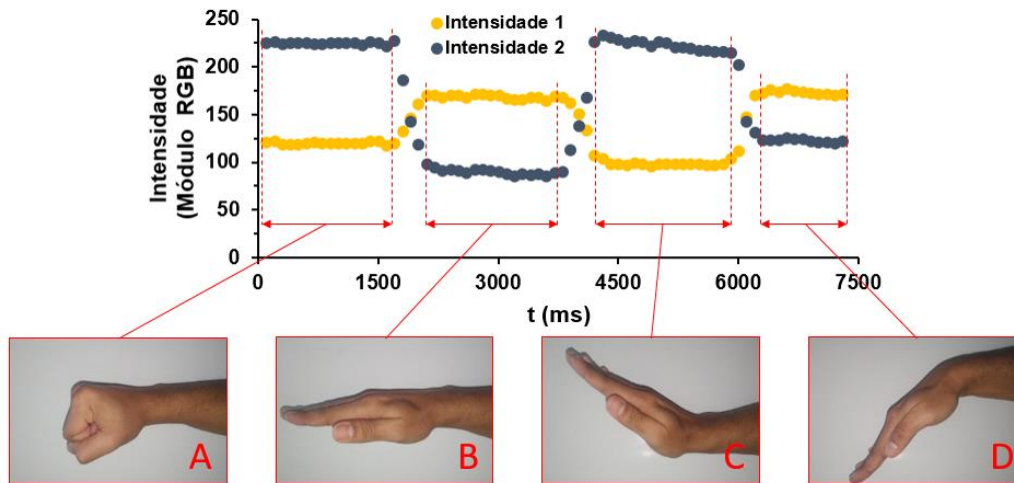 Intensidade 1
Intensidade 2
Intensidade
(Módulo RGB)
250
200
150
100
50
0
0 1500 3000 4500 6000 7500
t (ms)
A B C D